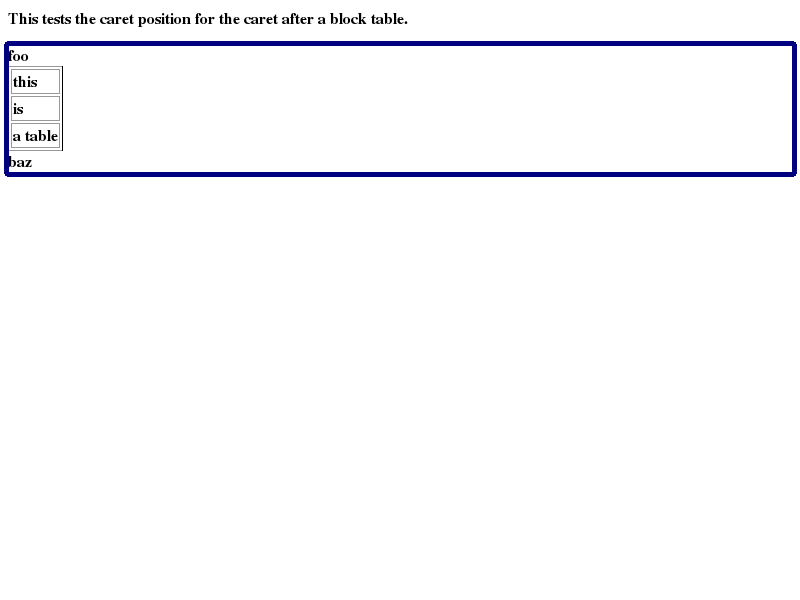 This tests the caret position for the caret after a block table.
foo
this
is
a table
baz